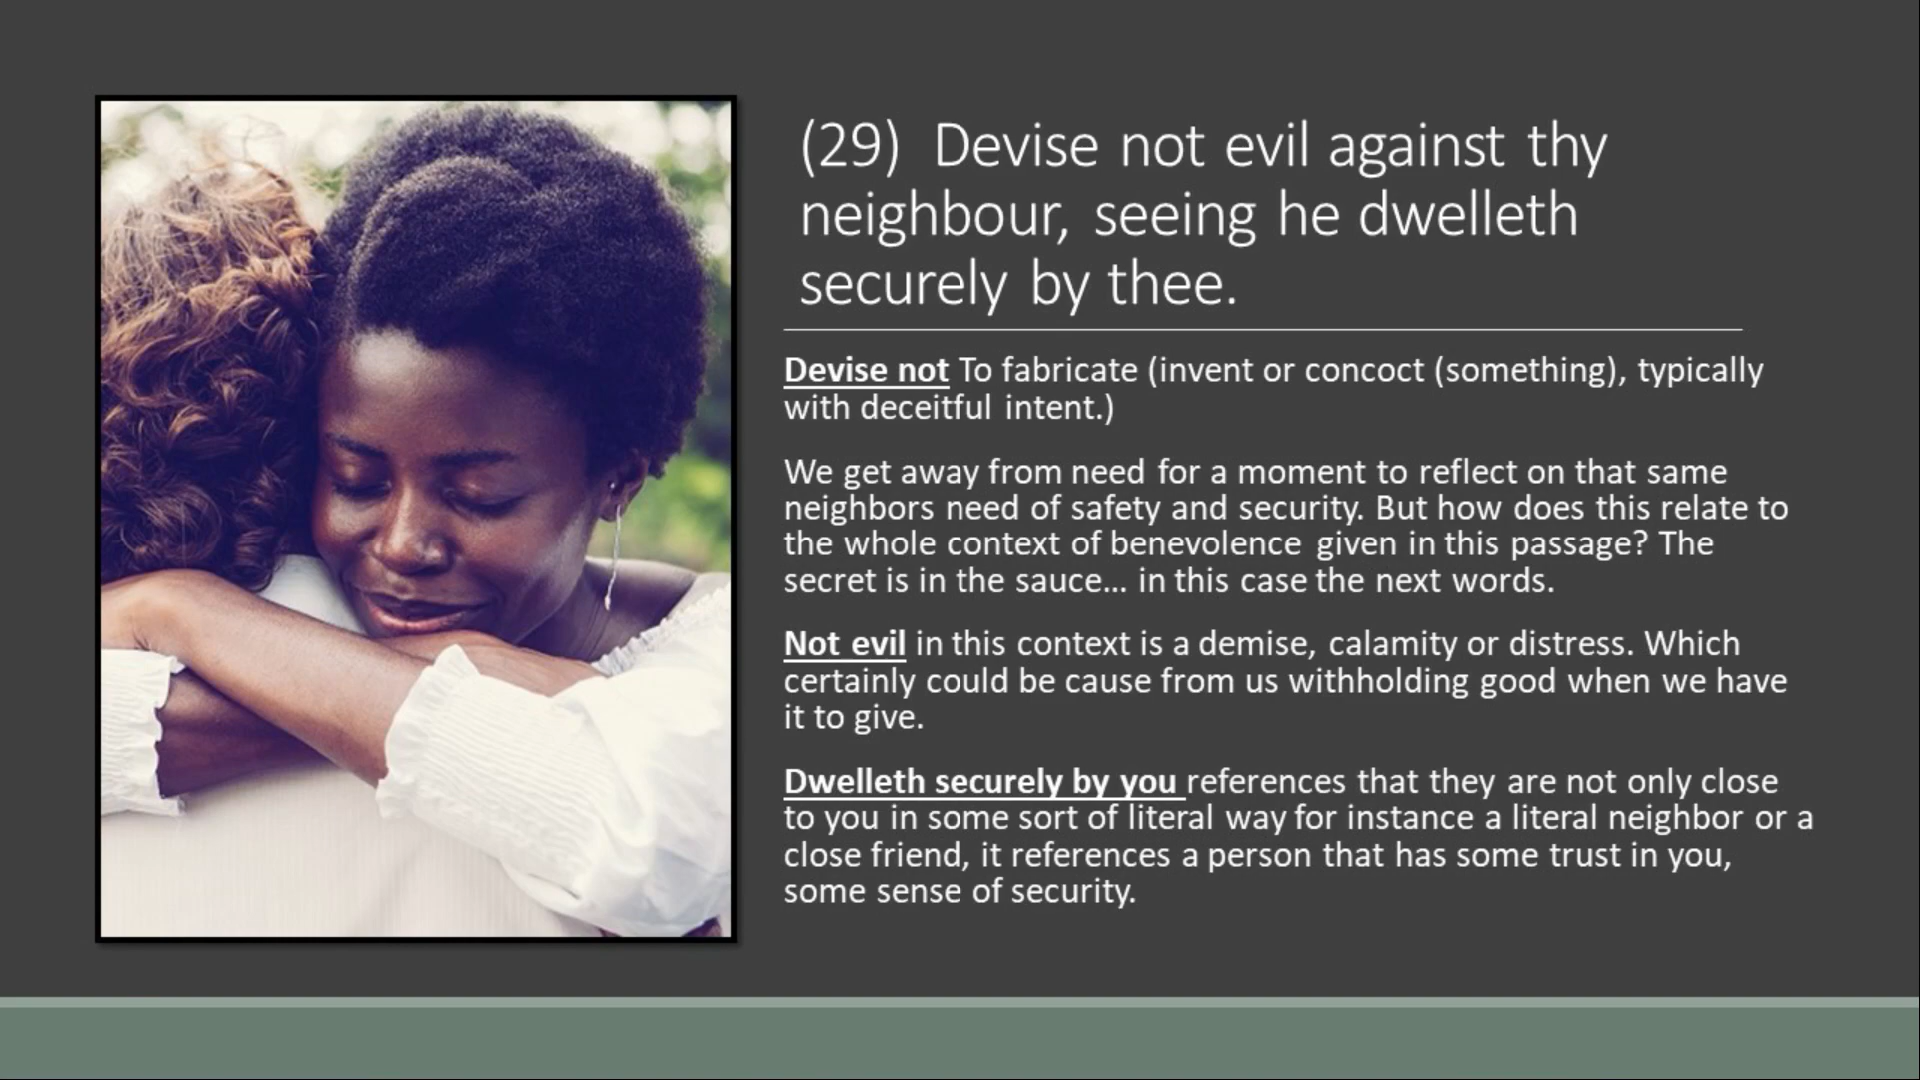 (29) Devise not evil against thy
neighbour, seeing he dwelleth
securely by thee.
Devise not To fabricate (invent or concoct (something), typically
with deceitful intent.)
We get away from need for a moment to reflect on that same
neighbors need of safety and security. But how does this relate to
the whole context of benevolence given in this passage? The
secret is in the sauce... in this case the next words.
Not evil in this context is a demise, calamity or distress. Which
certainly could be cause from us withholding good when we have
it to give.
Dwelleth securely by you references that they are not only close
to you in some sort of literal way for instance a literal neighbor or a
close friend, it references a person that has some trust in you,
some sense of security.